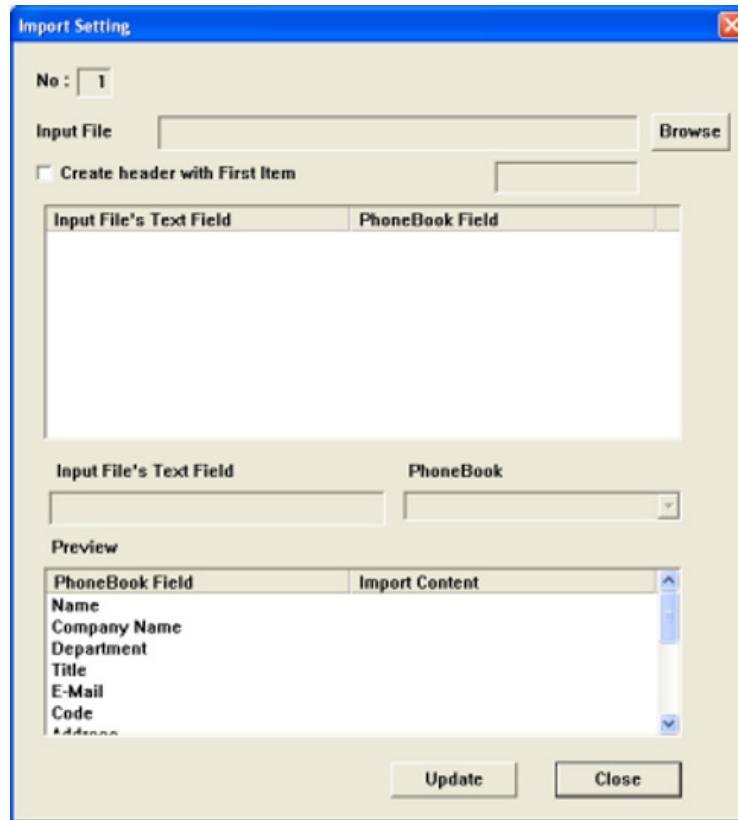 Import Setting
No : 1
Input File Browse
Create header with First Item
Input File's Text Field PhoneBook Field
Input File's Text Field PhoneBook
Preview
PhoneBook Field Import Content
Name
Company Name
Department
Title
E-Mail
Code
Address
Update Close